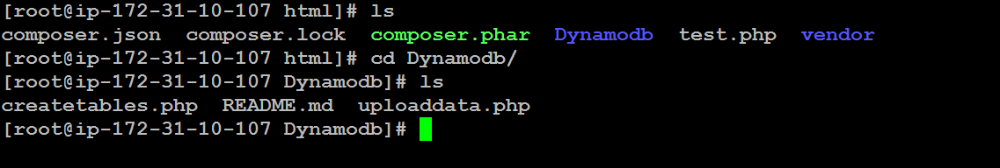 [root@ip-172-31-10-107 html]# ls
composer.json  composer.lock  composer.phar  Dynamodb  test.php  vendor
[root@ip-172-31-10-107 html]# cd Dynamodb/
[root@ip-172-31-10-107 Dynamodb]# ls
createtables.php  README.md  uploaddata.php
[root@ip-172-31-10-107 Dynamodb]#